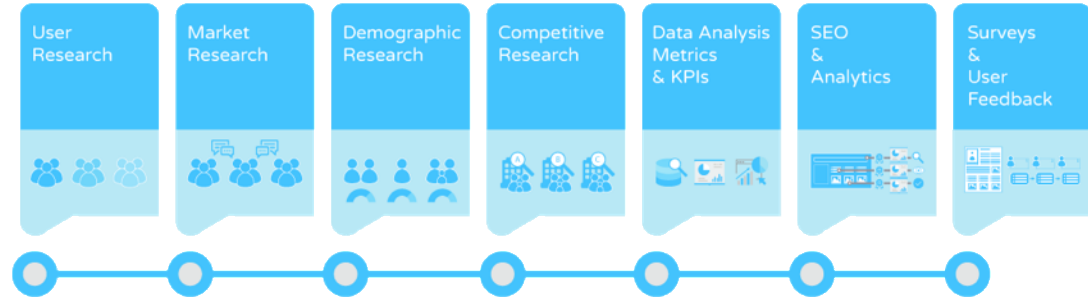 User
Research
Market
Research
Demographic
Research
Competitive
Research
Data Analysis
Metrics
& KPIs
SEO
&
Analytics
Surveys
&
User
Feedback
A
B
C